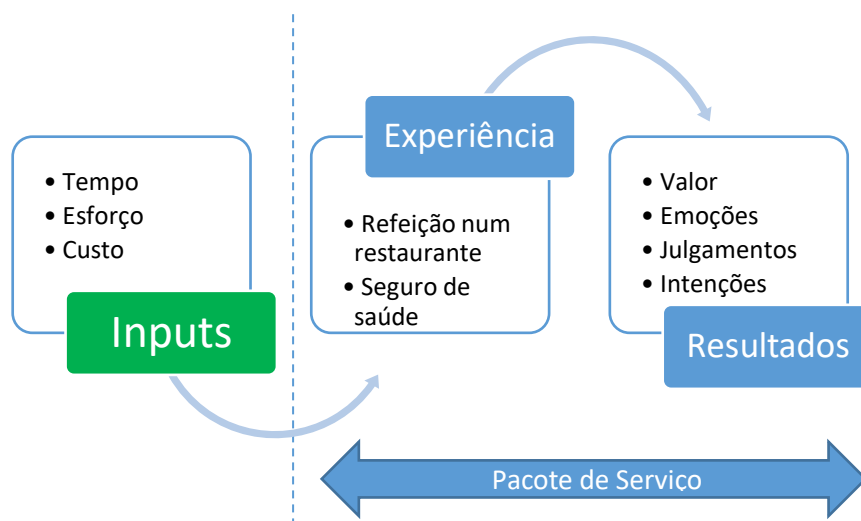 • Tempo
• Esforço
• Custo
Inputs
Experiência
• Refeição num
restaurante
• Seguro de
saúde
• Valor
• Emoções
• Julgamentos
• Intenções
Resultados
Pacote de Serviço